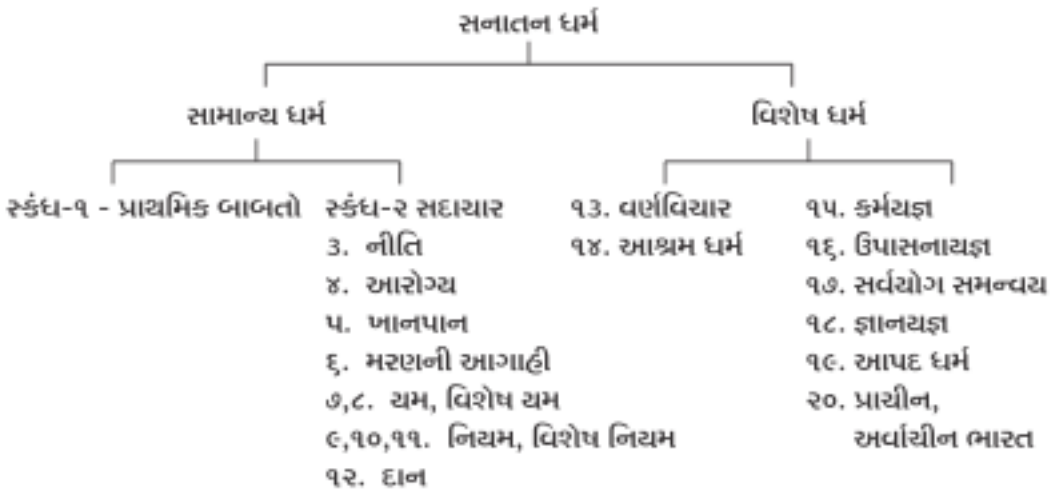 સનાતન ધર્મ
સામાન્ય ધર્મ
વિશેષ ધર્મ
સ્કંધ-૧ - પ્રાથમિક બાબતો
સ્કંધ-૨ સદાચાર
૩. નીતિ
૪. આરોગ્ય
૫. ખાનપાન
૬. મરણની આગાહી
૭,૮. યમ, વિશેષ યમ
૯,૧૦,૧૧. નિયમ, વિશેષ નિયમ
૧૨. દાન
૧૩. વર્ણવિચાર
૧૪. આશ્રમ ધર્મ
૧૫. કર્મયજ્ઞ
૧૬. ઉપાસનાયજ્ઞ
૧૭. સર્વયોગ સમન્વય
૧૮. જ્ઞાનયજ્ઞ
૧૯. આપદ ધર્મ
૨૦. પ્રાચીન,
અર્વાચીન ભારત